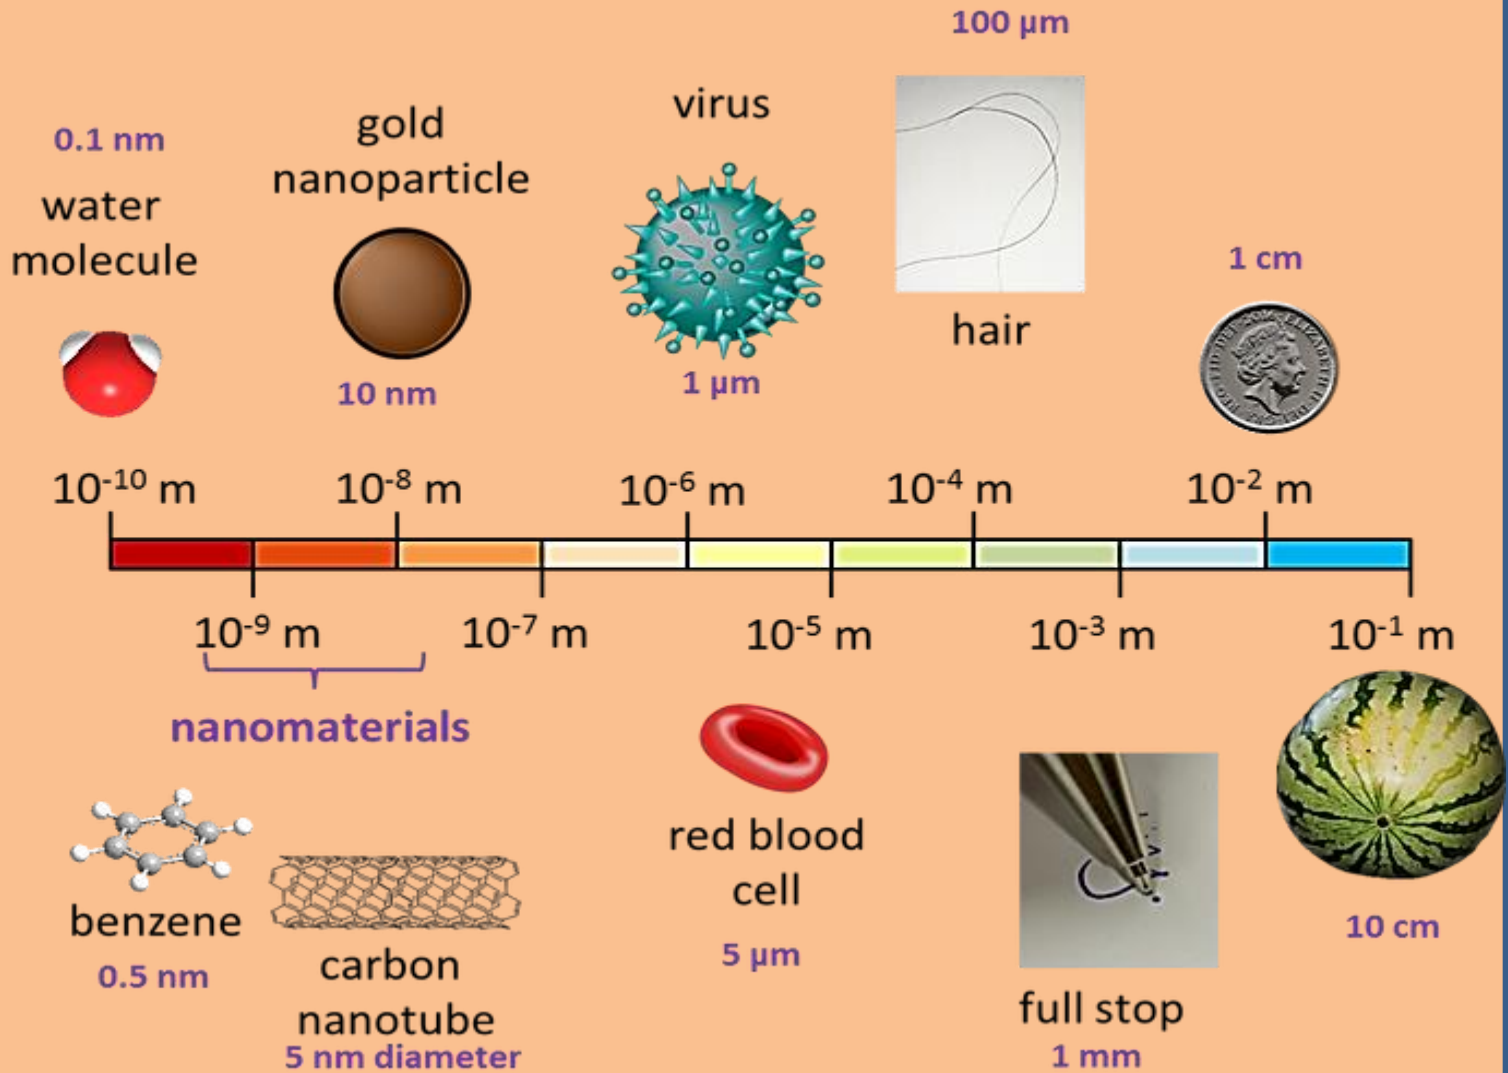 100 µm
virus
gold
nanoparticle
0.1 nm
water
molecule
1 cm
hair
10 nm
1 µm
10⁻¹⁰ m
10⁻⁸ m
10⁻⁶ m
10⁻⁴ m
10⁻² m
10⁻⁹ m
10⁻⁷ m
10⁻⁵ m
10⁻³ m
10⁻¹ m
nanomaterials
benzene
0.5 nm
carbon
nanotube
5 nm diameter
red blood
cell
5 µm
full stop
1 mm
10 cm